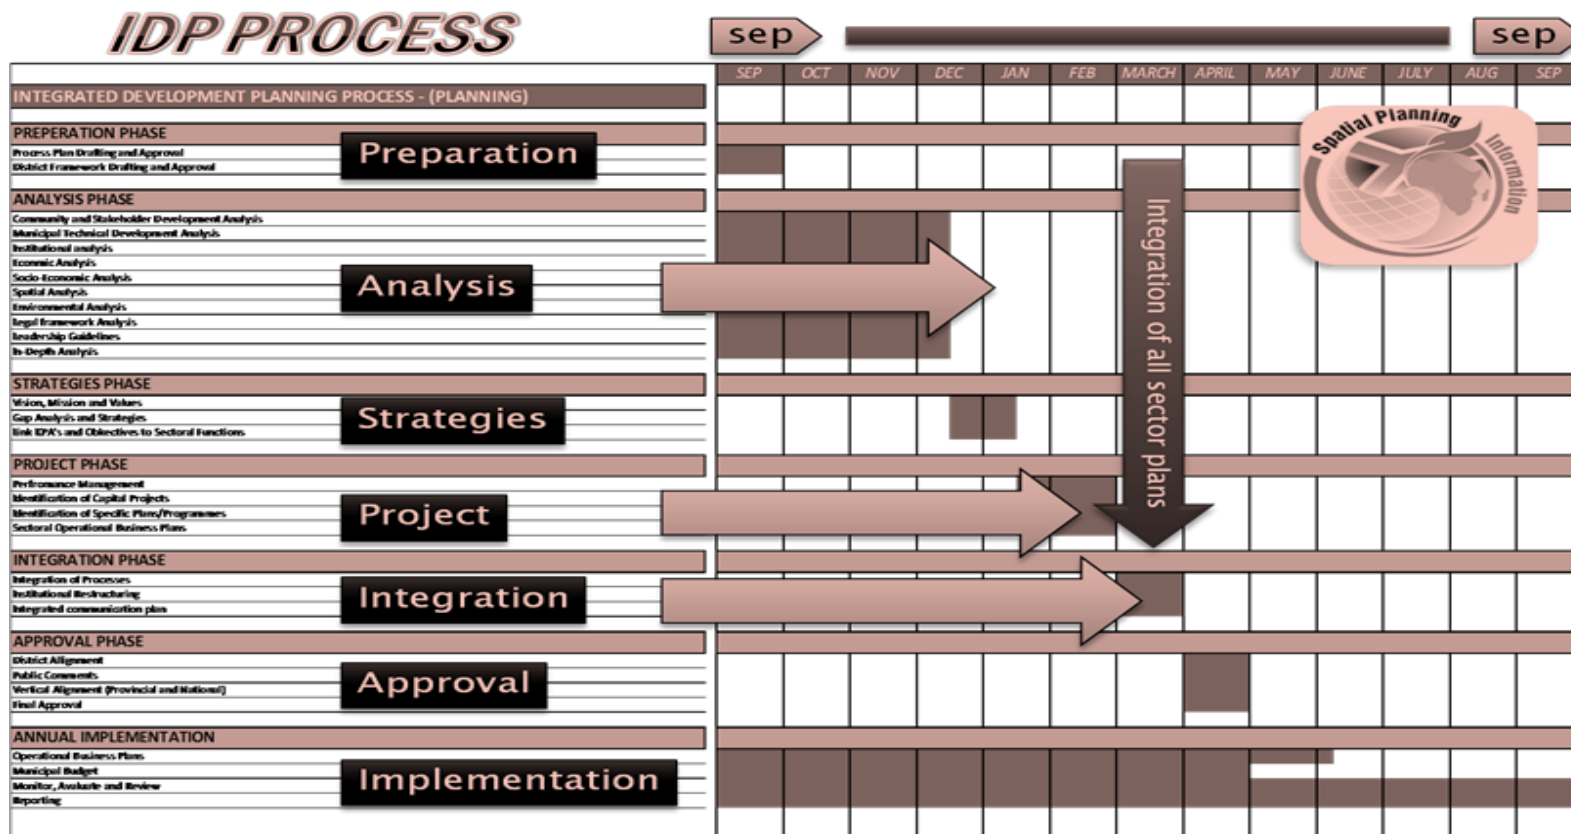 IDP PROCESS
sep
sep
SEP OCT NOV DEC JAN FEB MARCH APRIL MAY JUNE JULY AUG SEP
INTEGRATED DEVELOPMENT PLANNING PROCESS - (PLANNING)
PREPERATION PHASE
Process Plan Drafting and Approval
District Framework Drafting and Approval
Preparation
Spatial Planning
Information
ANALYSIS PHASE
Community and Stakeholder Development Analysis
Municipal Technical Development Analysis
Institutional analysis
Econmic Analysis
Socio-Economic Analysis
Spatial Analysis
Environmental Analysis
Legal framework Analysis
Leadership Guidelines
In-Depth Analysis
Analysis
Integration of all sector plans
STRATEGIES PHASE
Vision, Mission and Values
Gap Analysis and Strategies
Link KPA's and Obkectives to Sectoral Functions
Strategies
PROJECT PHASE
Perfromance Management
Identification of Capital Projects
Identification of Specific Plans/Programmes
Sectoral Operational Business Plans
Project
INTEGRATION PHASE
Integration of Processes
Institutional Restructuring
Integrated communication plan
Integration
APPROVAL PHASE
District Allignment
Public Comments
Vertical Alignment (Provincial and National)
Final Approval
Approval
ANNUAL IMPLEMENTATION
Operational Business Plans
Municipal Budget
Monitor, Avaluate and Review
Reporting
Implementation